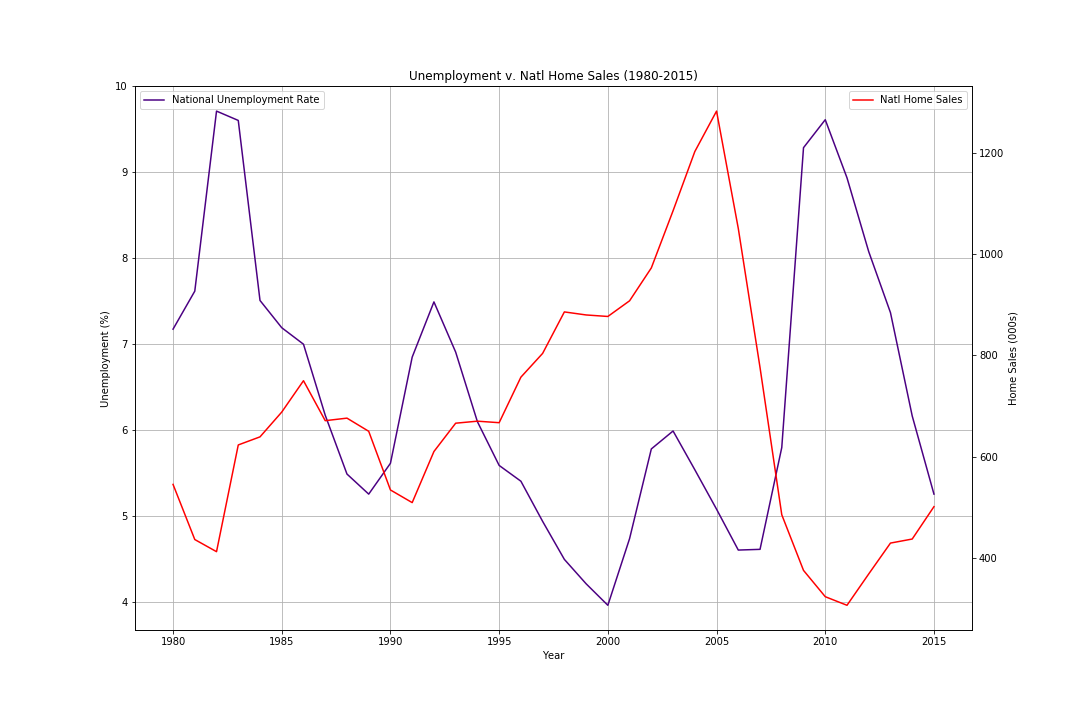 Unemployment v. Natl Home Sales (1980-2015)
National Unemployment Rate
Natl Home Sales
Unemployment (%)
10
9
8
7
6
5
4
1200
1000
800
600
400
Home Sales (000s)
1980 1985 1990 1995 2000 2005 2010 2015
Year